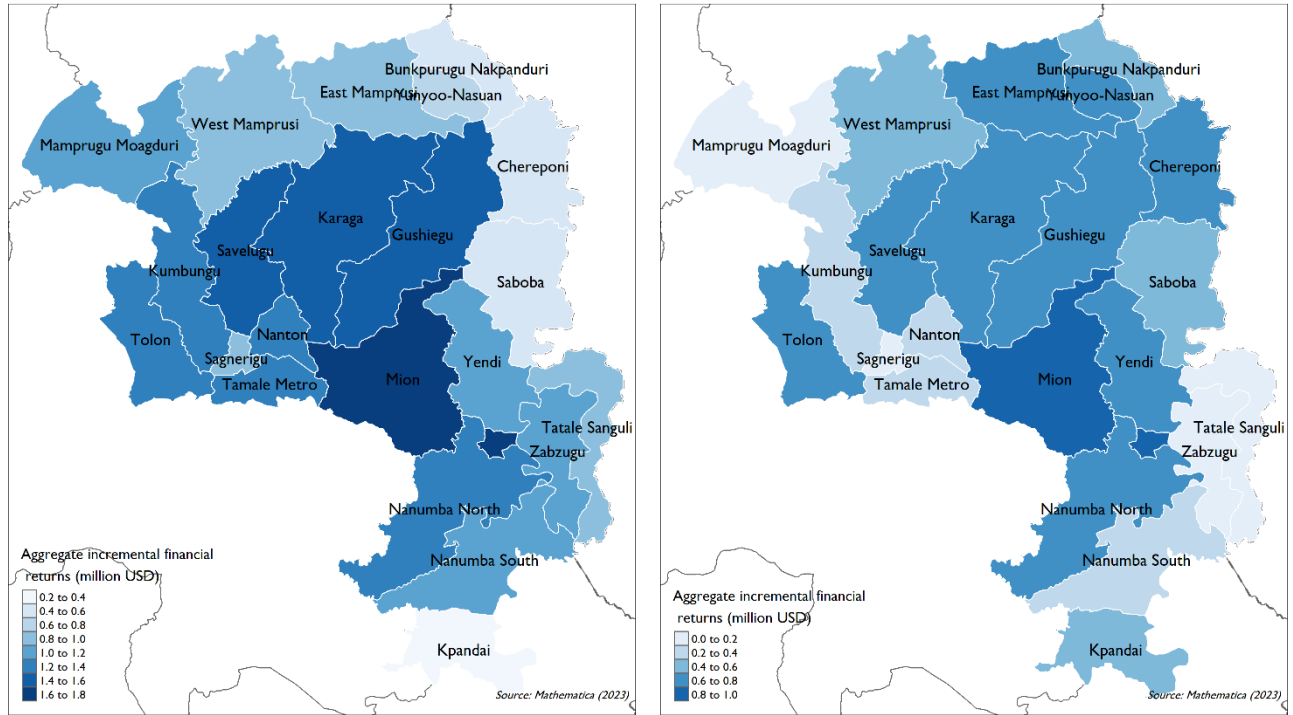 Bunkpurugu Nakpanduri
East Mamprusi
Yunyoo-Nasuan
West Mamprusi
Mamprugu Moagduri
Chereponi
Karaga
Gushiegu
Savelugu
Kumbungu
Saboba
Nanton
Tolon
Sagnerigu
Yendi
Mion
Tamale Metro
Tatale Sanguli
Zabzugu
Nanumba North
Nanumba South
Kpandai
Aggregate incremental financial
returns (million USD)
0.2 to 0.4
0.4 to 0.6
0.6 to 0.8
0.8 to 1.0
1.0 to 1.2
1.2 to 1.4
1.4 to 1.6
1.6 to 1.8
Source: Mathematica (2023)
Bunkpurugu Nakpanduri
East Mamprusi
Yunyoo-Nasuan
West Mamprusi
Mamprugu Moagduri
Chereponi
Karaga
Gushiegu
Savelugu
Kumbungu
Saboba
Nanton
Tolon
Sagnerigu
Yendi
Mion
Tamale Metro
Tatale Sanguli
Zabzugu
Nanumba North
Nanumba South
Kpandai
Aggregate incremental financial
returns (million USD)
0.0 to 0.2
0.2 to 0.4
0.4 to 0.6
0.6 to 0.8
0.8 to 1.0
Source: Mathematica (2023)